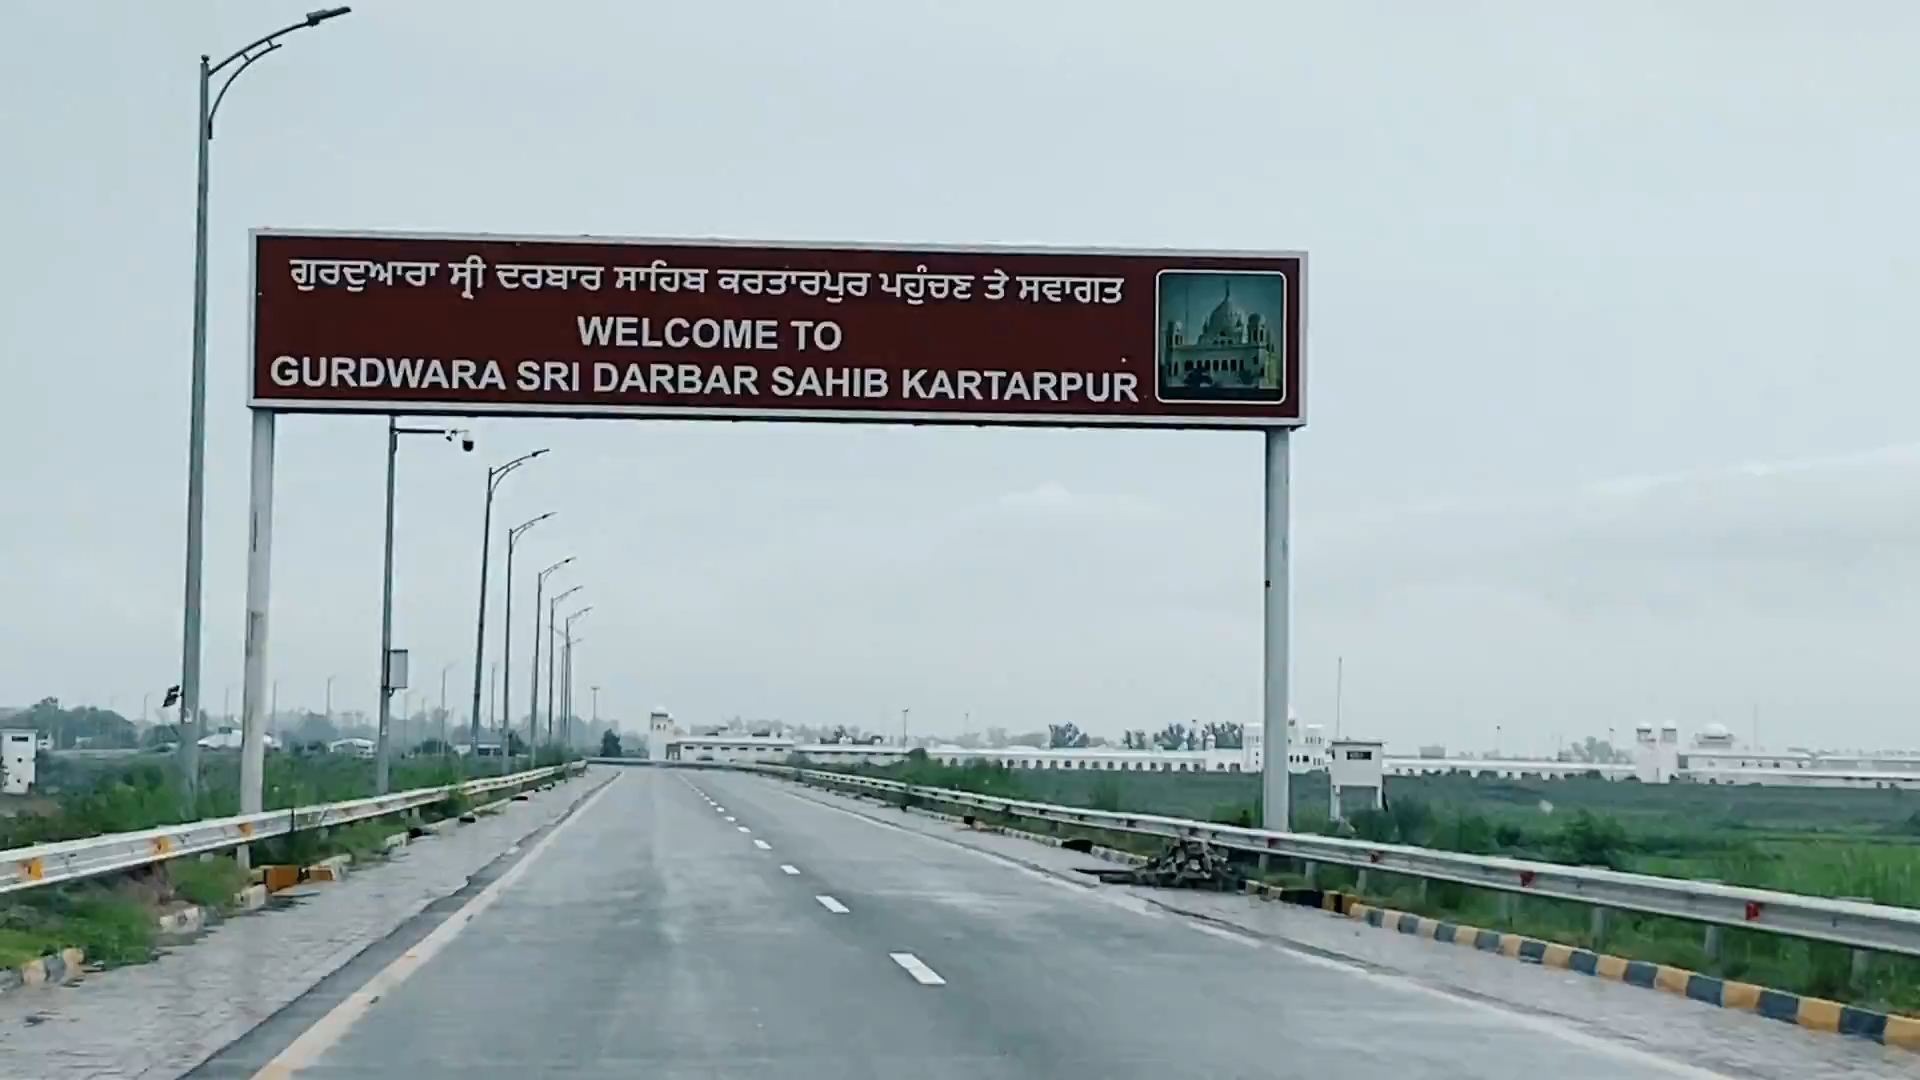 ਗੁਰਦੁਆਰਾ ਸ੍ਰੀ ਦਰਬਾਰ ਸਾਹਿਬ ਕਰਤਾਰਪੁਰ ਪਹੁੰਚਣ ਤੇ ਸਵਾਗਤ
WELCOME TO
GURDWARA SRI DARBAR SAHIB KARTARPUR